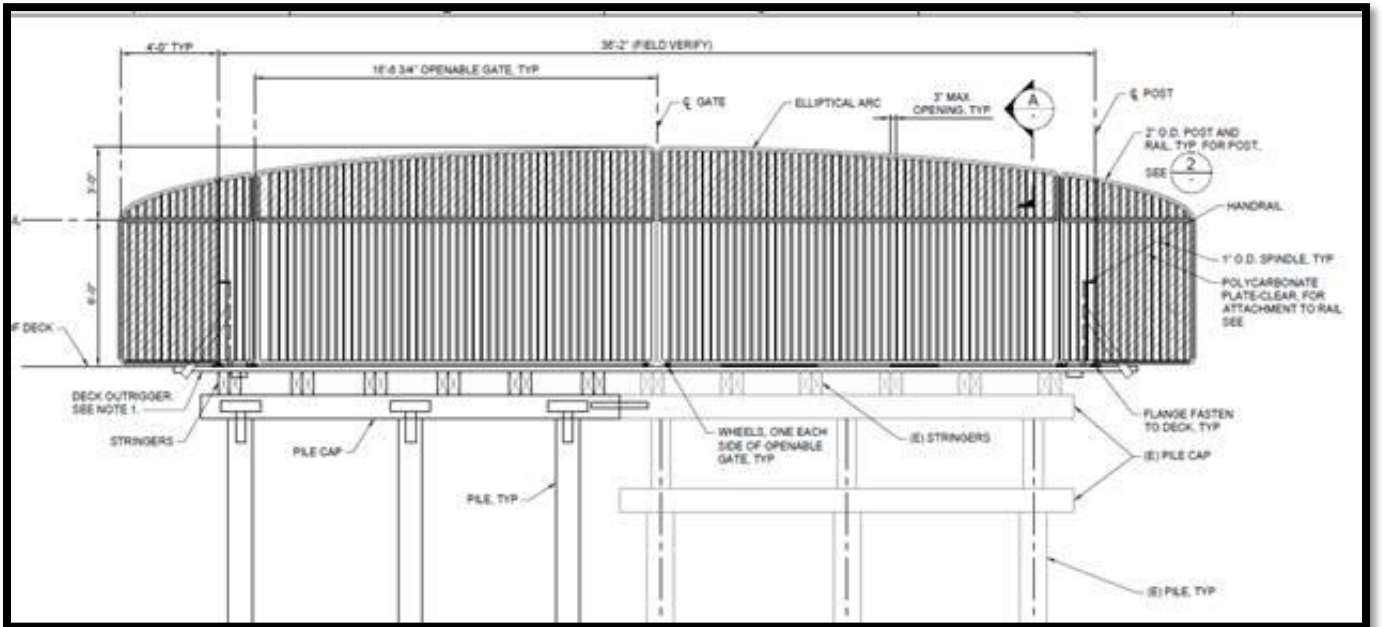 4'-0" TYP
36'-2" (FIELD VERIFY)
16'-6 3/4" OPENABLE GATE, TYP
℄ GATE
ELLIPTICAL ARC
3" MAX.
OPENING, TYP
A
-
℄ POST
2" O.D. POST AND
RAIL, TYP. FOR POST,
SEE
2
-
3'-0"
HANDRAIL
1" O.D. SPINDLE, TYP
6'-0"
POLYCARBONATE
PLATE-CLEAR, FOR
ATTACHMENT TO RAIL
SEE
F DECK
DECK OUTRIGGER.
SEE NOTE 1.
STRINGERS
PILE CAP
WHEELS, ONE EACH
SIDE OF OPENABLE
GATE, TYP
(E) STRINGERS
FLANGE FASTEN
TO DECK, TYP
(E) PILE CAP
PILE, TYP
(E) PILE, TYP